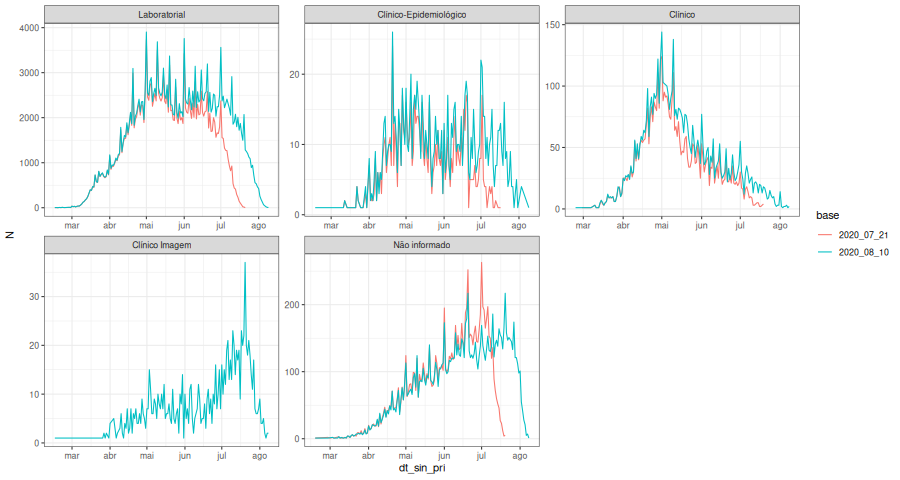 Laboratorial
Clínico-Epidemiológico
Clínico
4000
3000
2000
1000
0
mar abr mai jun jul ago
20
10
0
mar abr mai jun jul ago
150
100
50
0
mar abr mai jun jul ago
Clínico Imagem
Não informado
30
20
10
0
mar abr mai jun jul ago
200
100
0
mar abr mai jun jul ago
N
dt_sin_pri
base
2020_07_21
2020_08_10